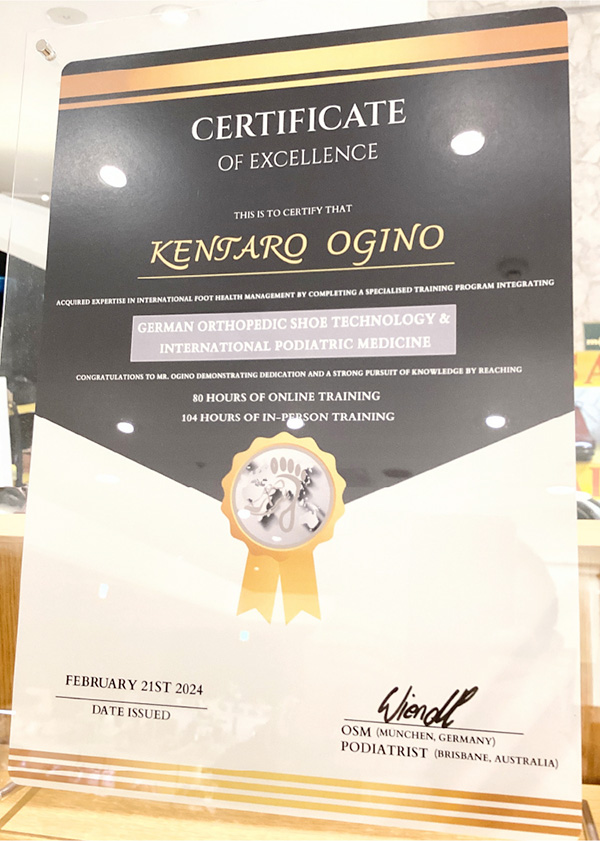 CERTIFICATE
OF EXCELLENCE
THIS IS TO CERTIFY THAT
KENTARO OGINO
ACQUIRED EXPERTISE IN INTERNATIONAL FOOT HEALTH MANAGEMENT BY COMPLETING A SPECIALISED TRAINING PROGRAM INTEGRATING
GERMAN ORTHOPEDIC SHOE TECHNOLOGY &
INTERNATIONAL PODIATRIC MEDICINE
CONGRATULATIONS TO MR. OGINO DEMONSTRATING DEDICATION AND A STRONG PURSUIT OF KNOWLEDGE BY REACHING
80 HOURS OF ONLINE TRAINING
104 HOURS OF IN-PERSON TRAINING
FEBRUARY 21ST 2024
DATE ISSUED
OSM (MUNCHEN, GERMANY)
PODIATRIST (BRISBANE, AUSTRALIA)